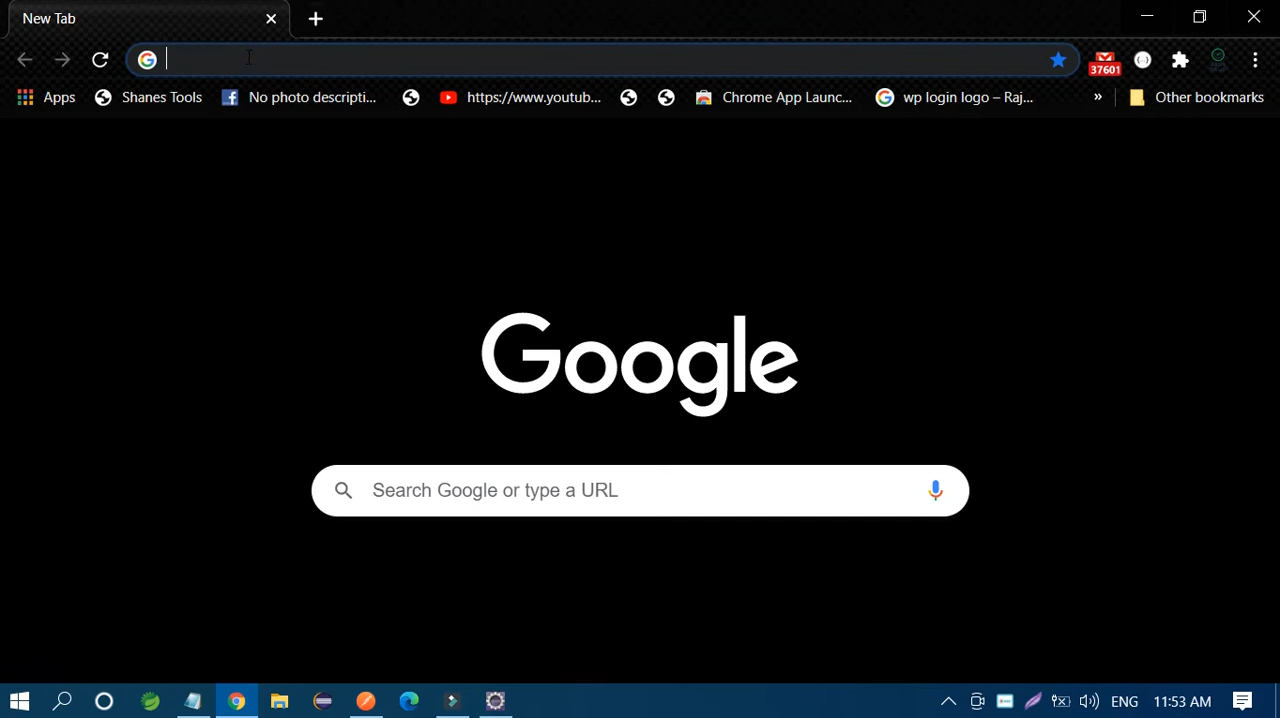 New Tab
37601
Apps
Shanes Tools
No photo descripti...
https://www.youtub...
Chrome App Launc...
wp login logo – Raj...
»
Other bookmarks
Google
Search Google or type a URL
ENG
11:53 AM